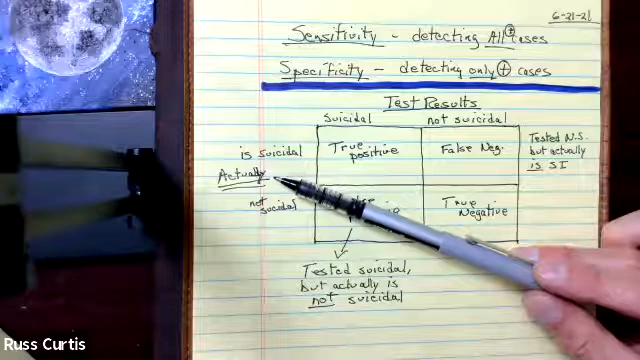 6-21-21
Sensitivity - detecting All ⊕ cases
Specificity - detecting only ⊕ cases
Test Results
suicidal not suicidal
is suicidal
True positive
False Neg.
Tested N.S.
but actually
is SI
Actually
not suicidal
True Negative
Tested suicidal,
but actually is
not suicidal
Russ Curtis